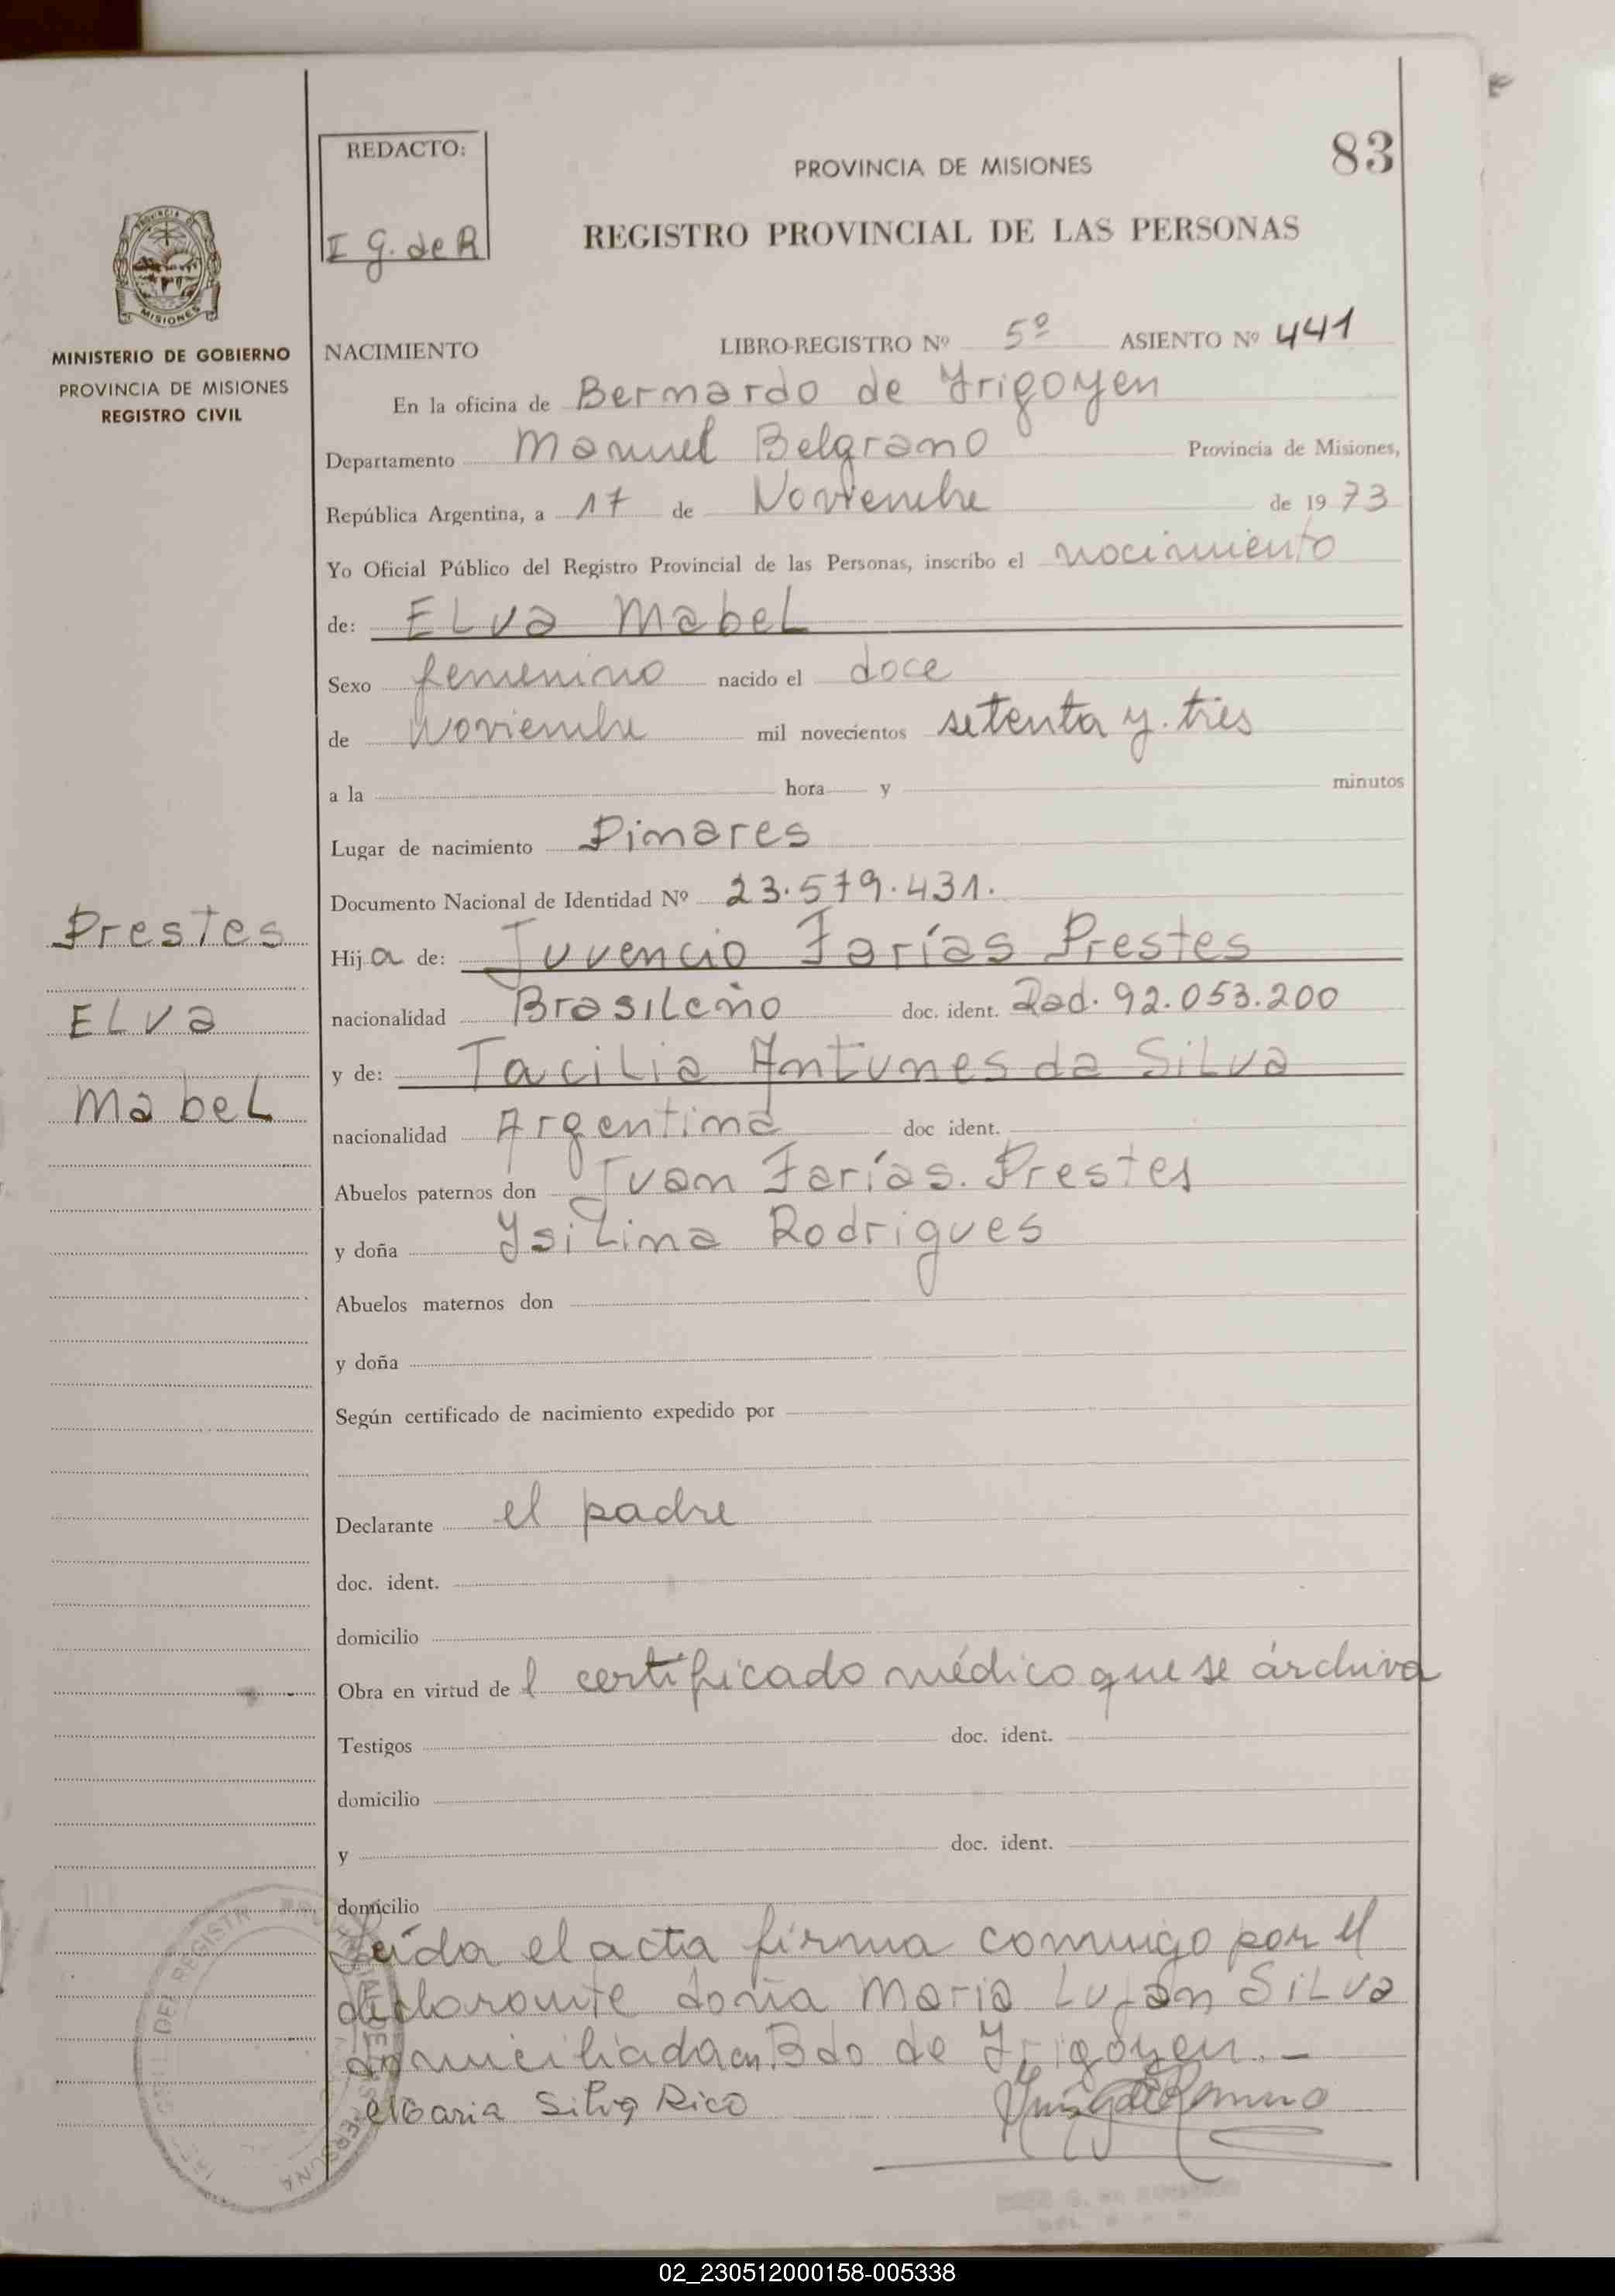 83
REDACTO:
I G. de R
PROVINCIA DE MISIONES
REGISTRO PROVINCIAL DE LAS PERSONAS
MISIONES
MINISTERIO DE GOBIERNO
PROVINCIA DE MISIONES
REGISTRO CIVIL
NACIMIENTO LIBRO-REGISTRO Nº 5º ASIENTO Nº 441
En la oficina de Bernardo de Yrigoyen
Departamento Manuel Belgrano Provincia de Misiones,
República Argentina, a 17 de Noviembre de 19 73
Yo Oficial Público del Registro Provincial de las Personas, inscribo el nacimiento
de: ELva MabeL
Sexo femenino nacido el doce
de Noviembre mil novecientos setenta y tres
a la hora y minutos
Lugar de nacimiento Pinares
Documento Nacional de Identidad Nº 23.579.431.
Prestes
ELva
MabeL
Hija de: Juvencio Farías Prestes
nacionalidad BrasiLeño doc. ident. Rad. 92.053.200
y de: TaciLia Antunes da SiLva
nacionalidad Argentina doc ident.
Abuelos paternos don Juan Farías. Prestes
y doña YsiLina Rodrigues
Abuelos maternos don
y doña
Según certificado de nacimiento expedido por
Declarante el padre
doc. ident.
domicilio
Obra en virtud de l certificado médico que se árchiva
Testigos doc. ident.
domicilio
y doc. ident.
domicilio
Leída el acta firma conmigo por el
declarante doña Maria Luján SiLva
domiciliada en Bdo de Yrigoyen. —
Maria Silva Rico
02_230512000158-005338